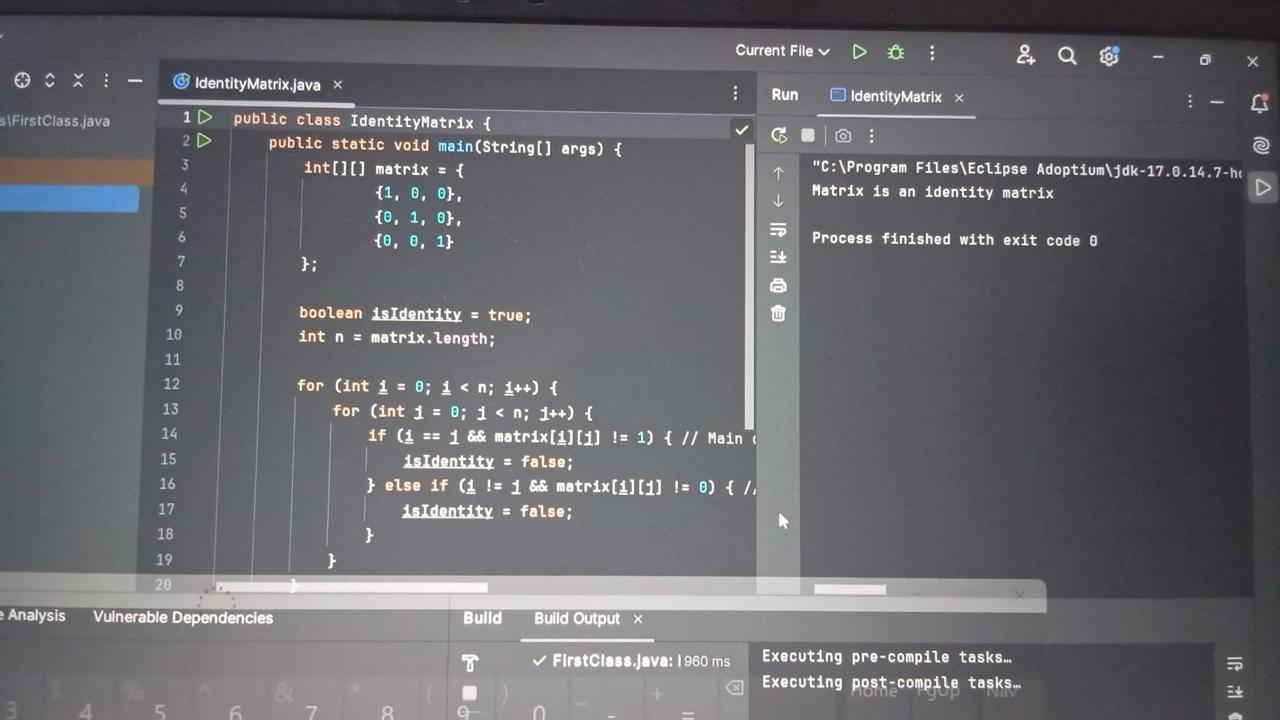 Current File
IdentityMatrix.java
Run
IdentityMatrix
s\FirstClass.java
1 public class IdentityMatrix {
2 public static void main(String[] args) {
3 int[][] matrix = {
4 {1, 0, 0},
5 {0, 1, 0},
6 {0, 0, 1}
7 };
8
9 boolean isIdentity = true;
10 int n = matrix.length;
11
12 for (int i = 0; i < n; i++) {
13 for (int j = 0; j < n; j++) {
14 if (i == j && matrix[i][j] != 1) { // Main
15 isIdentity = false;
16 } else if (i != j && matrix[i][j] != 0) { //
17 isIdentity = false;
18 }
19 }
20 }
"C:\Program Files\Eclipse Adoptium\jdk-17.0.14.7-ho
Matrix is an identity matrix
Process finished with exit code 0
e Analysis
Vulnerable Dependencies
Build
Build Output
FirstClass.java: 960 ms
Executing pre-compile tasks…
Executing post-compile tasks…
$ % ^ & * ( ) _ +
Home PgUp Nav
3 4 5 6 7 8 9 0 - =